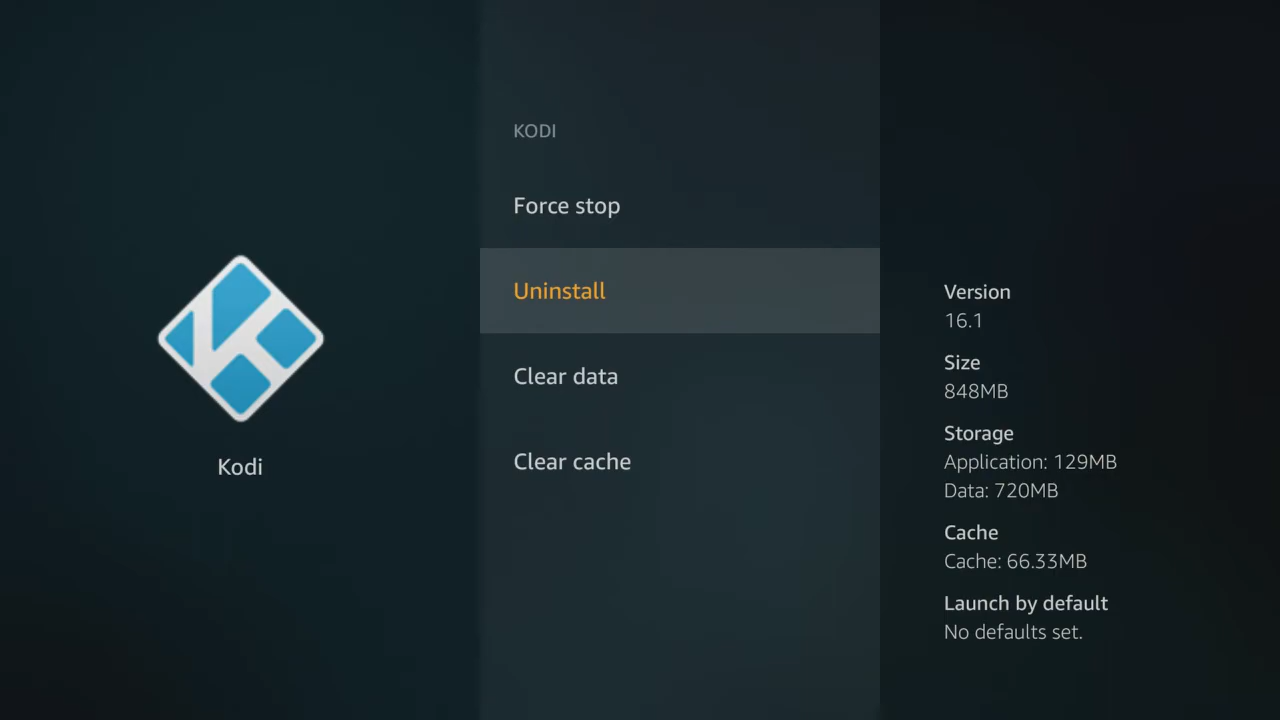 Kodi
KODI
Force stop
Uninstall
Clear data
Clear cache
Version
16.1
Size
848MB
Storage
Application: 129MB
Data: 720MB
Cache
Cache: 66.33MB
Launch by default
No defaults set.